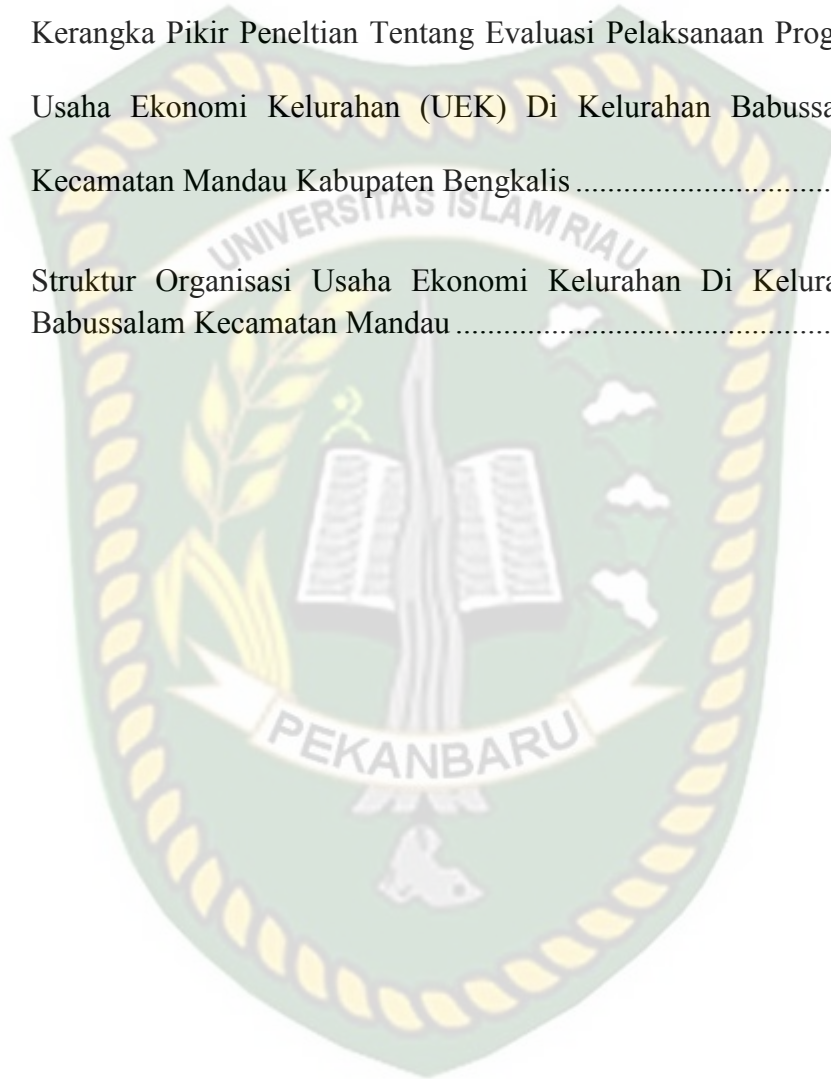 Kerangka Pikir Peneltian Tentang Evaluasi Pelaksanaan Prog
Usaha Ekonomi Kelurahan (UEK) Di Kelurahan Babussa
Kecamatan Mandau Kabupaten Bengkalis ................................
UNIVERSITAS ISLAM RIAU
Struktur Organisasi Usaha Ekonomi Kelurahan Di Kelura
Babussalam Kecamatan Mandau ...............................................
PEKANBARU